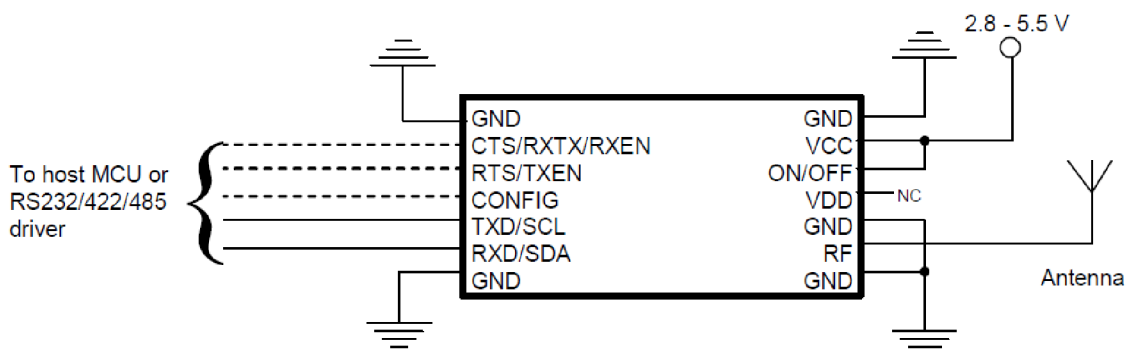 2.8 - 5.5 V
To host MCU or
RS232/422/485
driver
GND
CTS/RXTX/RXEN
RTS/TXEN
CONFIG
TXD/SCL
RXD/SDA
GND
GND
VCC
ON/OFF
VDD
NC
GND
RF
GND
Antenna